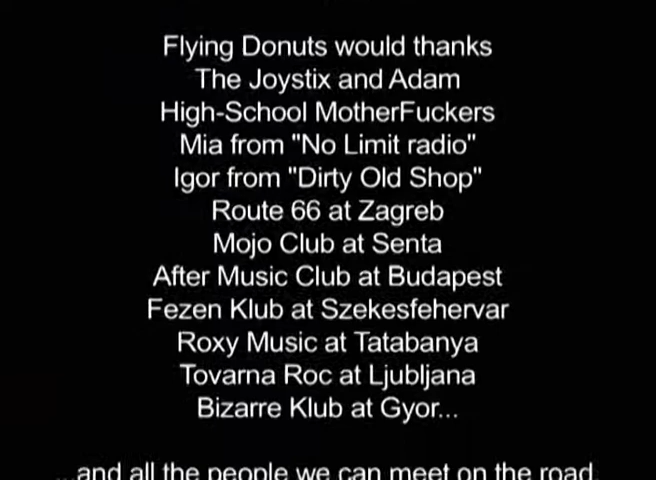 Flying Donuts would thanks
The Joystix and Adam
High-School MotherFuckers
Mia from "No Limit radio"
Igor from "Dirty Old Shop"
Route 66 at Zagreb
Mojo Club at Senta
After Music Club at Budapest
Fezen Klub at Szekesfehervar
Roxy Music at Tatabanya
Tovarna Roc at Ljubljana
Bizarre Klub at Gyor...
...and all the people we can meet on the road